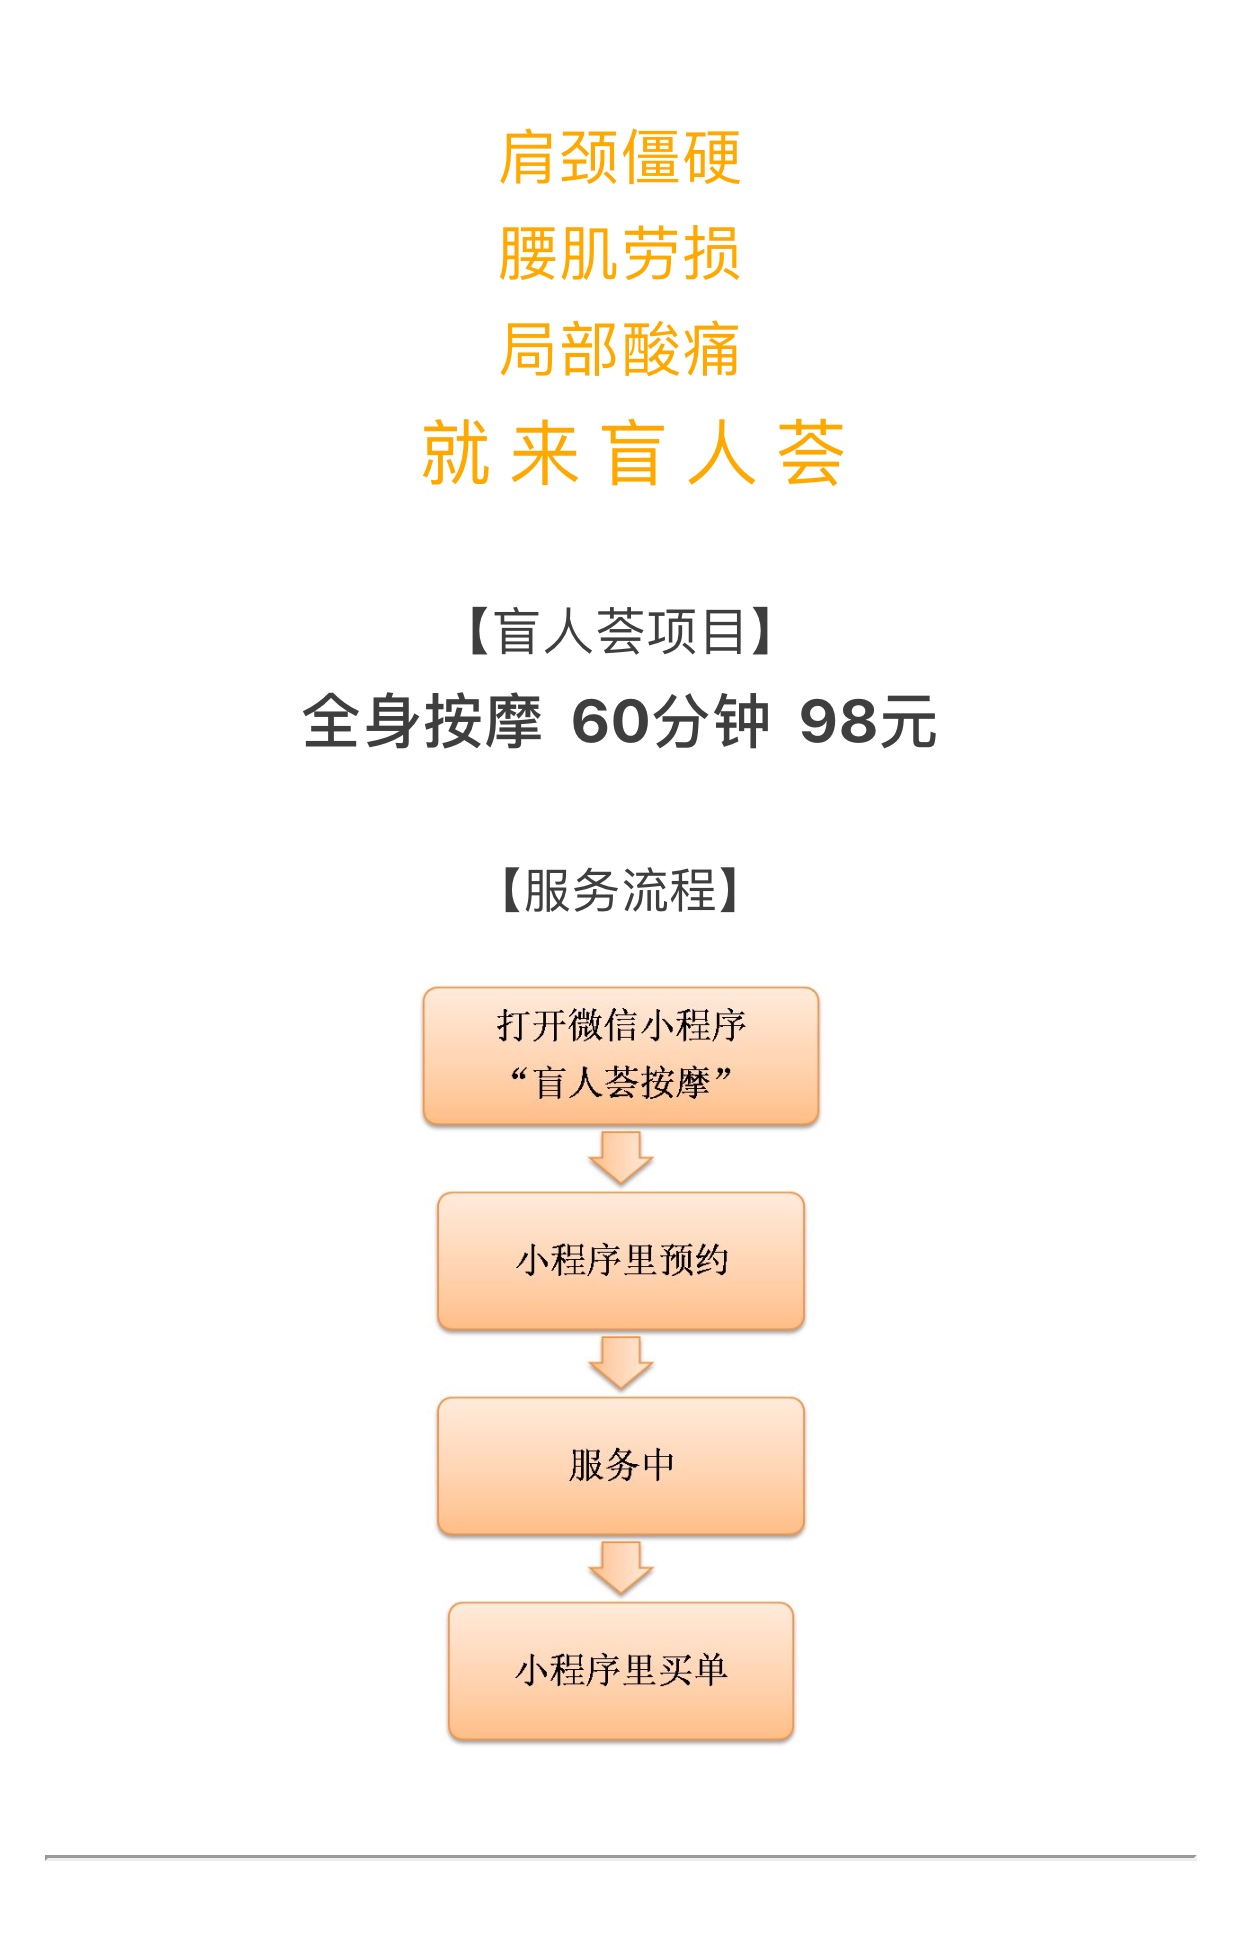 肩颈僵硬
腰肌劳损
局部酸痛
就来盲人荟
【盲人荟项目】
全身按摩 60分钟 98元
【服务流程】
打开微信小程序
“盲人荟按摩”
小程序里预约
服务中
小程序里买单